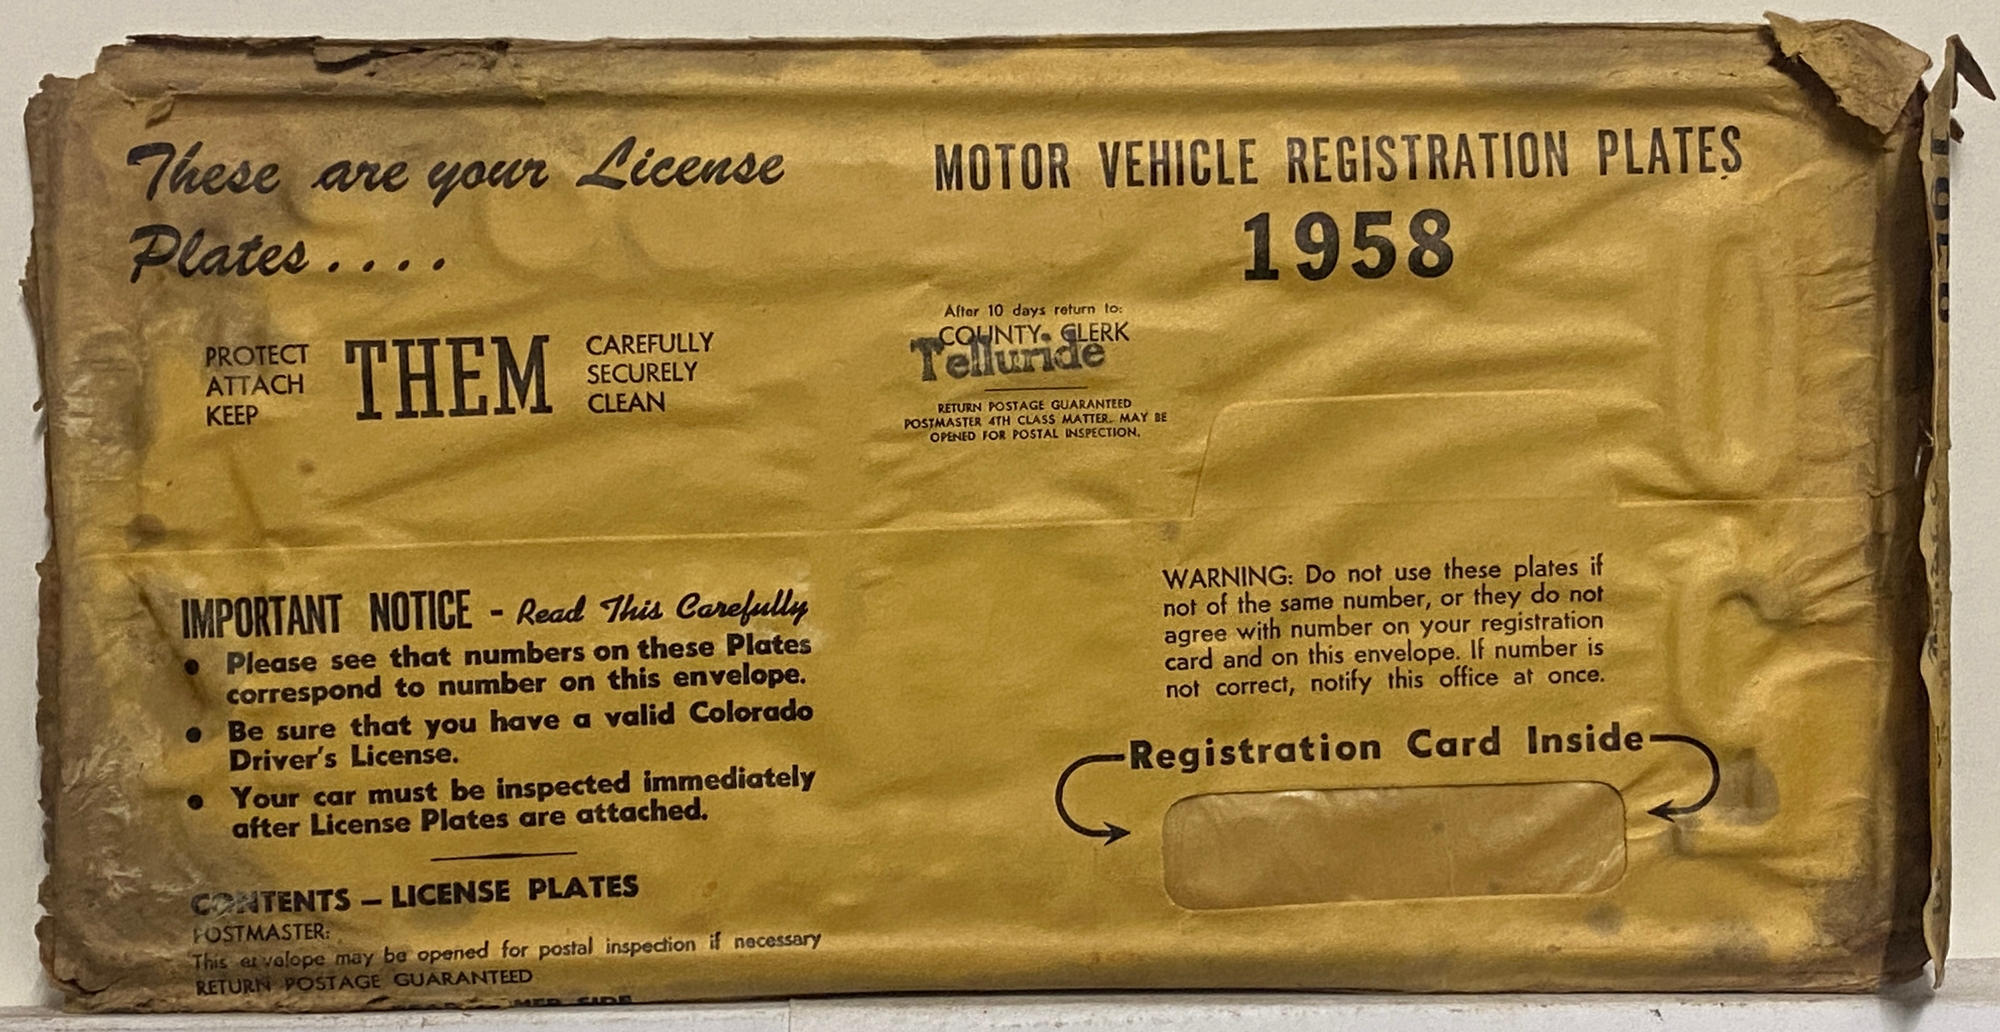 These are your License
Plates....
MOTOR VEHICLE REGISTRATION PLATES
1958
PROTECT
ATTACH
KEEP
THEM
CAREFULLY
SECURELY
CLEAN
After 10 days return to:
COUNTY CLERK
Telluride
RETURN POSTAGE GUARANTEED
POSTMASTER 4TH CLASS MATTER. MAY BE
OPENED FOR POSTAL INSPECTION.
IMPORTANT NOTICE - Read This Carefully
• Please see that numbers on these Plates
correspond to number on this envelope.
• Be sure that you have a valid Colorado
Driver's License.
• Your car must be inspected immediately
after License Plates are attached.
CONTENTS – LICENSE PLATES
POSTMASTER:
This envelope may be opened for postal inspection if necessary
RETURN POSTAGE GUARANTEED
SIDE
WARNING: Do not use these plates if
not of the same number, or they do not
agree with number on your registration
card and on this envelope. If number is
not correct, notify this office at once.
Registration Card Inside